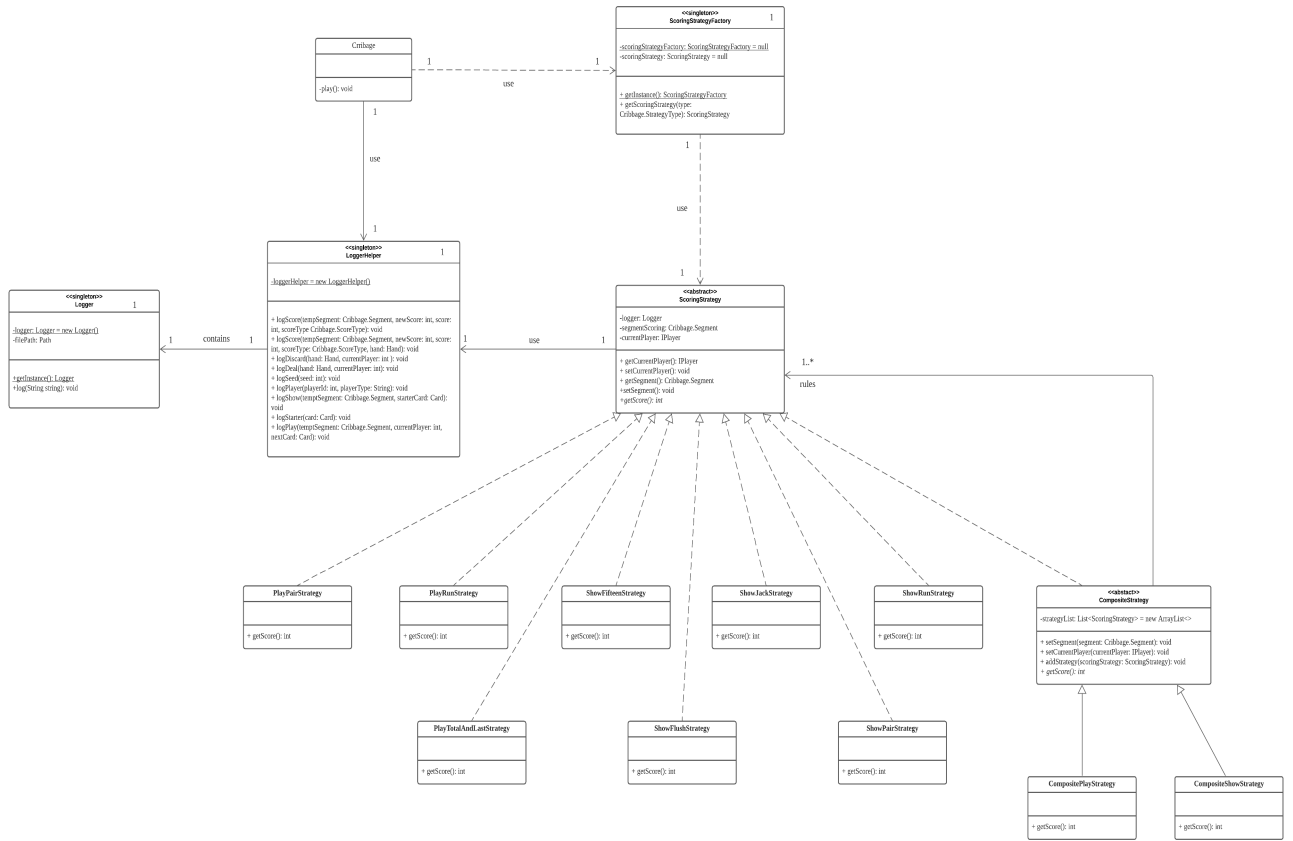 <<singleton>>
ScoringStrategyFactory
1
-scoringStrategyFactory: ScoringStrategyFactory = null
-scoringStrategy: ScoringStrategy = null
+ getInstance(): ScoringStrategyFactory
+ getScoringStrategy(type:
Cribbage.StrategyType): ScoringStrategy
Crribage
-play(): void
1
1
use
1
use
1
1
use
1
<<singleton>>
LoggerHelper
1
-loggerHelper = new LoggerHelper()
+ logScore(tempSegment: Cribbage.Segment, newScore: int, score:
int, scoreType Cribbage.ScoreType): void
+ logScore(tempSegment: Cribbage.Segment, newScore: int, score:
int, scoreType: Cribbage.ScoreType, hand: Hand): void
+ logDiscard(hand: Hand, currentPlayer: int ): void
+ logDeal(hand: Hand, currentPlayer: int): void
+ logSeed(seed: int): void
+ logPlayer(playerId: int, playerType: String): void
+ logShow(temptSegment: Cribbage.Segment, starterCard: Card):
void
+ logStarter(card: Card): void
+ logPlay(temptSegment: Cribbage.Segment, currentPlayer: int,
nextCard: Card): void
<<singleton>>
Logger
1
-logger: Logger = new Logger()
-filePath: Path
+getInstance(): Logger
+log(String string): void
1
contains
1
1
use
1
<<abstract>>
ScoringStrategy
-logger: Logger
-segmentScoring: Cribbage.Segment
-currentPlayer: IPlayer
+ getCurrentPlayer(): IPlayer
+ setCurrentPlayer(): void
+ getSegment(): Cribbage.Segment
+setSegment(): void
+getScore(): int
1..*
rules
PlayPairStrategy
+ getScore(): int
PlayRunStrategy
+ getScore(): int
ShowFifteenStrategy
+ getScore(): int
ShowJackStrategy
+ getScore(): int
ShowRunStrategy
+ getScore(): int
<<abstact>>
CompositeStrategy
-strategyList: List<ScoringStrategy> = new ArrayList<>
+ setSegment(segment: Cribbage.Segment): void
+ setCurrentPlayer(currentPlayer: IPlayer): void
+ addStrategy(scoringStrategy: ScoringStrategy): void
+ getScore(): int
PlayTotalAndLastStrategy
+ getScore(): int
ShowFlushStrategy
+ getScore(): int
ShowPairStrategy
+ getScore(): int
CompositePlayStrategy
+ getScore(): int
CompositeShowStrategy
+ getScore(): int